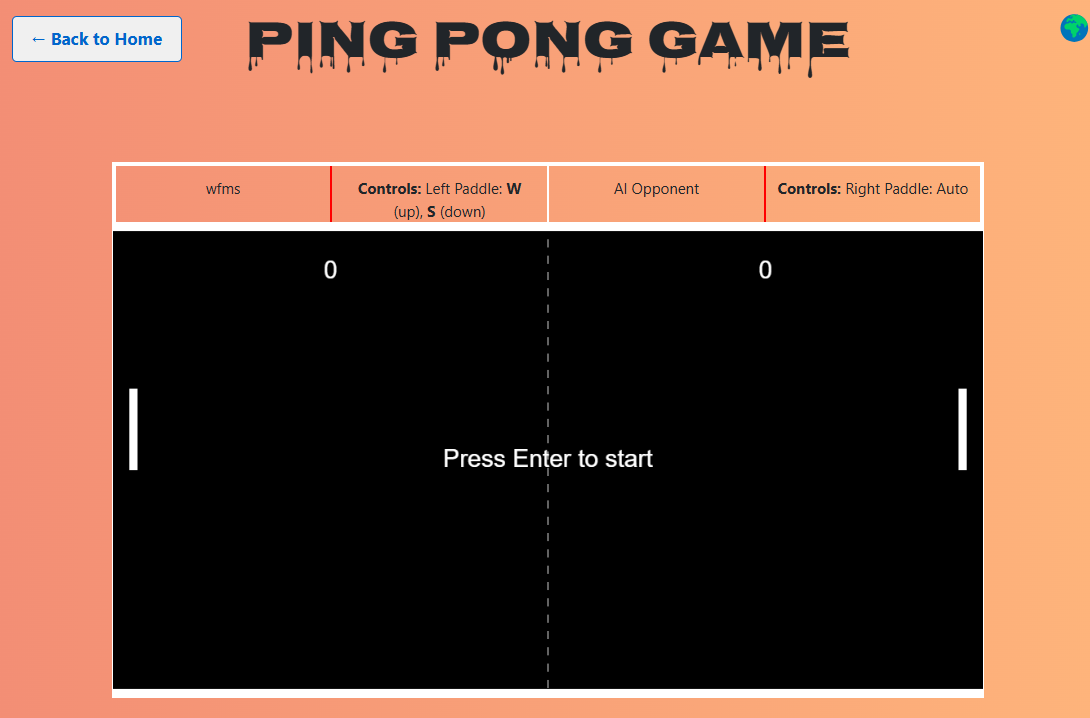 ← Back to Home
PING PONG GAME
wfms
Controls: Left Paddle: W
(up), S (down)
AI Opponent
Controls: Right Paddle: Auto
0
0
Press Enter to start